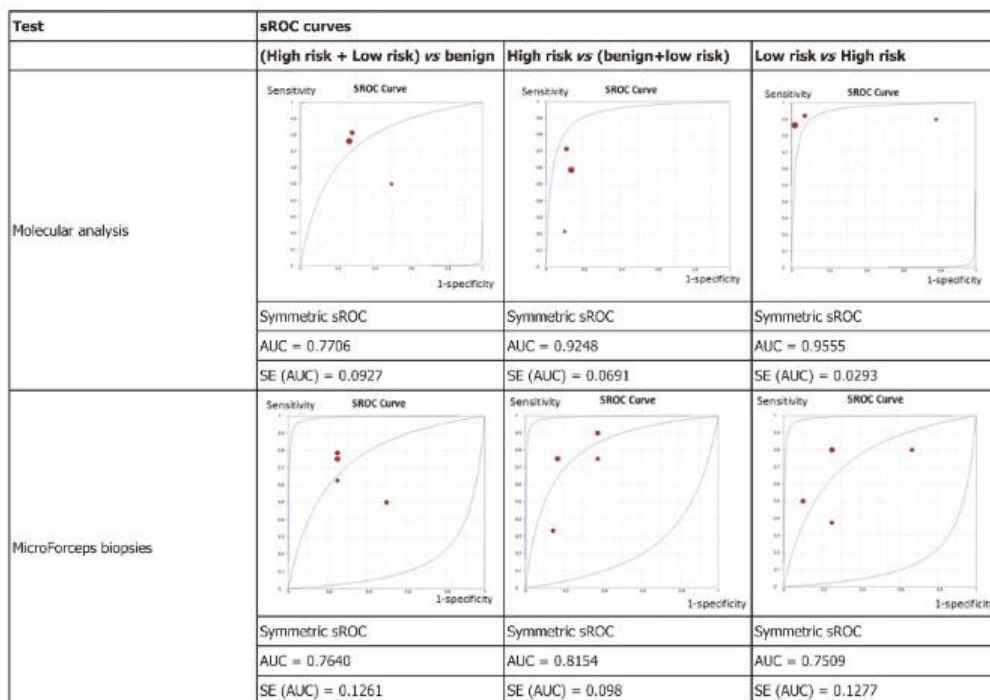 Test sROC curves
(High risk + Low risk) vs benign High risk vs (benign+low risk) Low risk vs High risk
Sensitivity SROC Curve SROC Curve Sensitivity SROC Curve
Sensitivity
Molecular analysis
1-specificity 1-specificity 1-specificity
Symmetric sROC Symmetric sROC Symmetric sROC
AUC = 0.7706 AUC = 0.9248 AUC = 0.9555
SE (AUC) = 0.0927 SE (AUC) = 0.0691 SE (AUC) = 0.0293
Sensitivity SROC Curve Sensitivity SROC Curve Sensitivity SROC Curve
MicroForceps biopsies
1-specificity 1-specificity 1-specificity
Symmetric sROC Symmetric sROC Symmetric sROC
AUC = 0.7640 AUC = 0.8154 AUC = 0.7509
SE (AUC) = 0.1261 SE (AUC) = 0.098 SE (AUC) = 0.1277